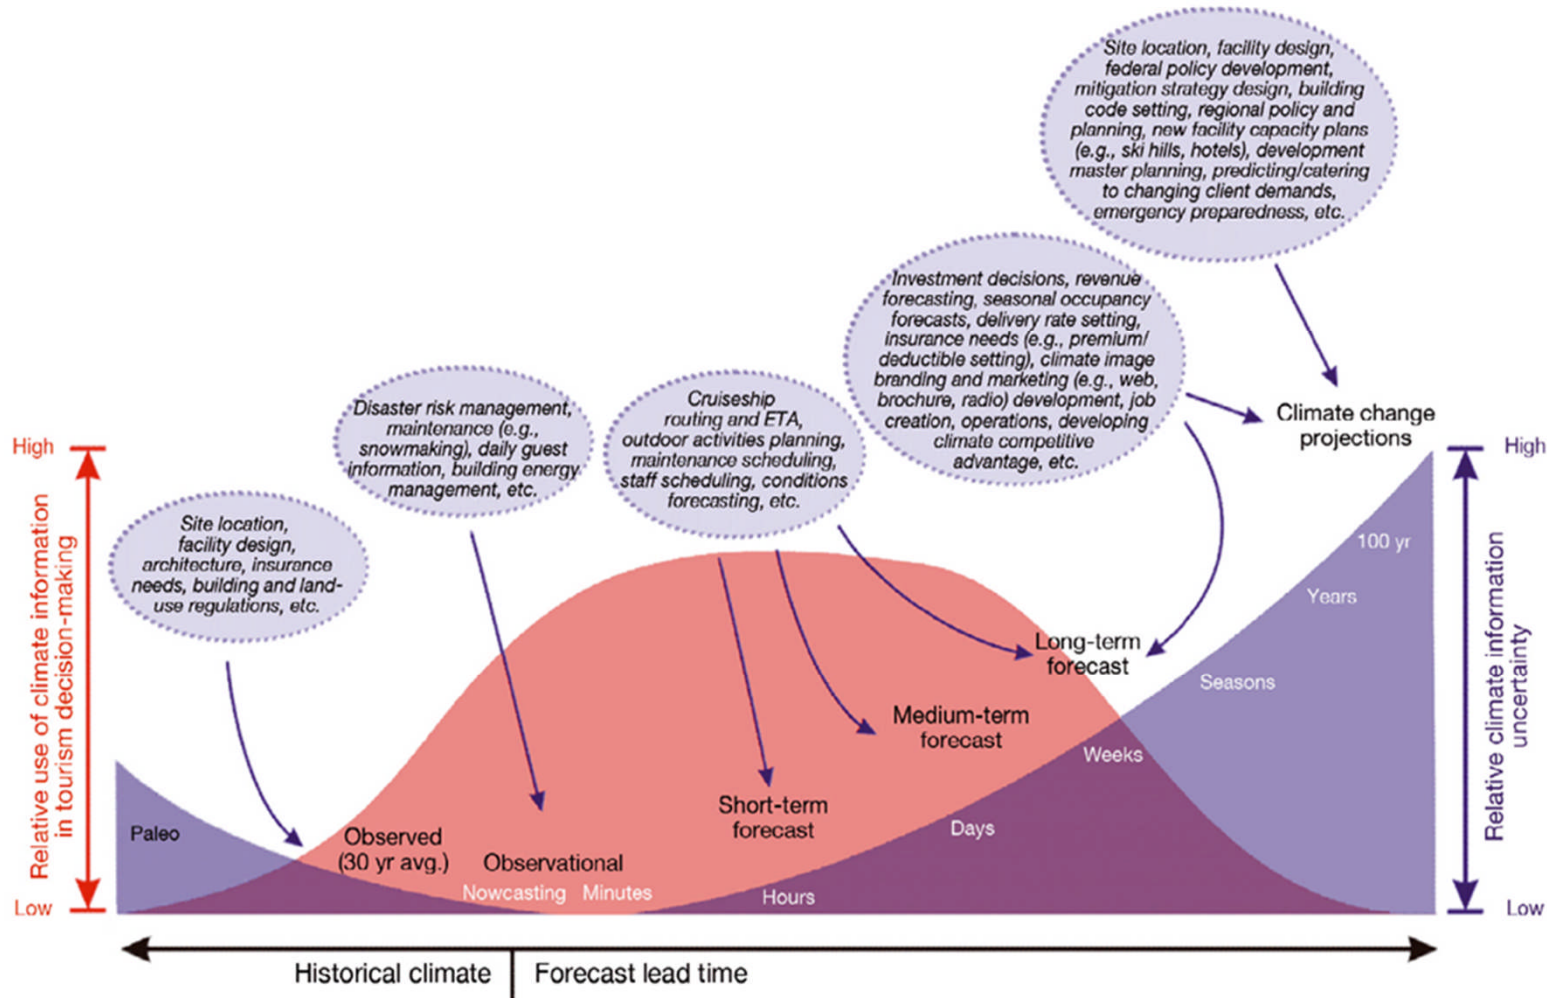 Site location, facility design,
federal policy development,
mitigation strategy design, building
code setting, regional policy and
planning, new facility capacity plans
(e.g., ski hills, hotels), development
master planning, predicting/catering
to changing client demands,
emergency preparedness, etc.
Investment decisions, revenue
forecasting, seasonal occupancy
forecasts, delivery rate setting,
insurance needs (e.g., premium/
deductible setting), climate image
branding and marketing (e.g., web,
brochure, radio) development, job
creation, operations, developing
climate competitive
advantage, etc.
Disaster risk management,
maintenance (e.g.,
snowmaking), daily guest
information, building energy
management, etc.
Cruiseship
routing and ETA,
outdoor activities planning,
maintenance scheduling,
staff scheduling, conditions
forecasting, etc.
Site location,
facility design,
architecture, insurance
needs, building and land-
use regulations, etc.
Climate change
projections
High
Relative use of climate information
in tourism decision-making
Low
High
Relative climate information
uncertainty
Low
100 yr
Years
Seasons
Long-term
forecast
Medium-term
forecast
Weeks
Short-term
forecast
Days
Paleo
Observed
(30 yr avg.)
Observational
Nowcasting
Minutes
Hours
Historical climate
Forecast lead time